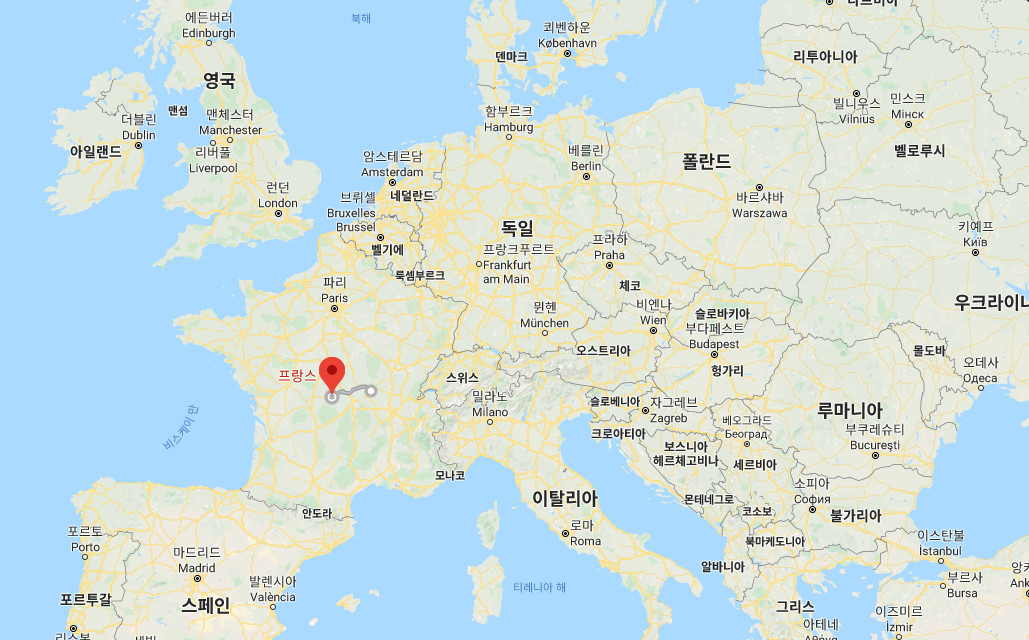 에든버러
Edinburgh
북해
쾨벤하운
København
덴마크
리투아니아
영국
맨섬
맨체스터
Manchester
더블린
Dublin
아일랜드
리버풀
Liverpool
함부르크
Hamburg
빌니우스
Vilnius
민스크
Мінск
벨로루시
암스테르담
Amsterdam
네덜란드
베를린
Berlin
폴란드
런던
London
브뤼셀
Bruxelles
Brussel
벨기에
바르샤바
Warszawa
독일
프랑크푸르트
Frankfurt
am Main
프라하
Praha
키예프
Київ
룩셈부르크
파리
Paris
체코
우크라이나
뮌헨
München
비엔나
Wien
슬로바키아
부다페스트
Budapest
오스트리아
헝가리
몰도바
오데사
Одеса
프랑스
스위스
밀라노
Milano
슬로베니아
자그레브
Zagreb
크로아티아
루마니아
부쿠레슈티
București
베오그라드
Београд
비스케이 만
보스니아
헤르체고비나
세르비아
모나코
이탈리아
몬테네그로
코소보
소피아
София
불가리아
안도라
로마
Roma
북마케도니아
이스탄불
İstanbul
포르토
Porto
마드리드
Madrid
알바니아
부르사
Bursa
발렌시아
València
티레니아 해
포르투갈
스페인
그리스
이즈미르
İzmir
아테네